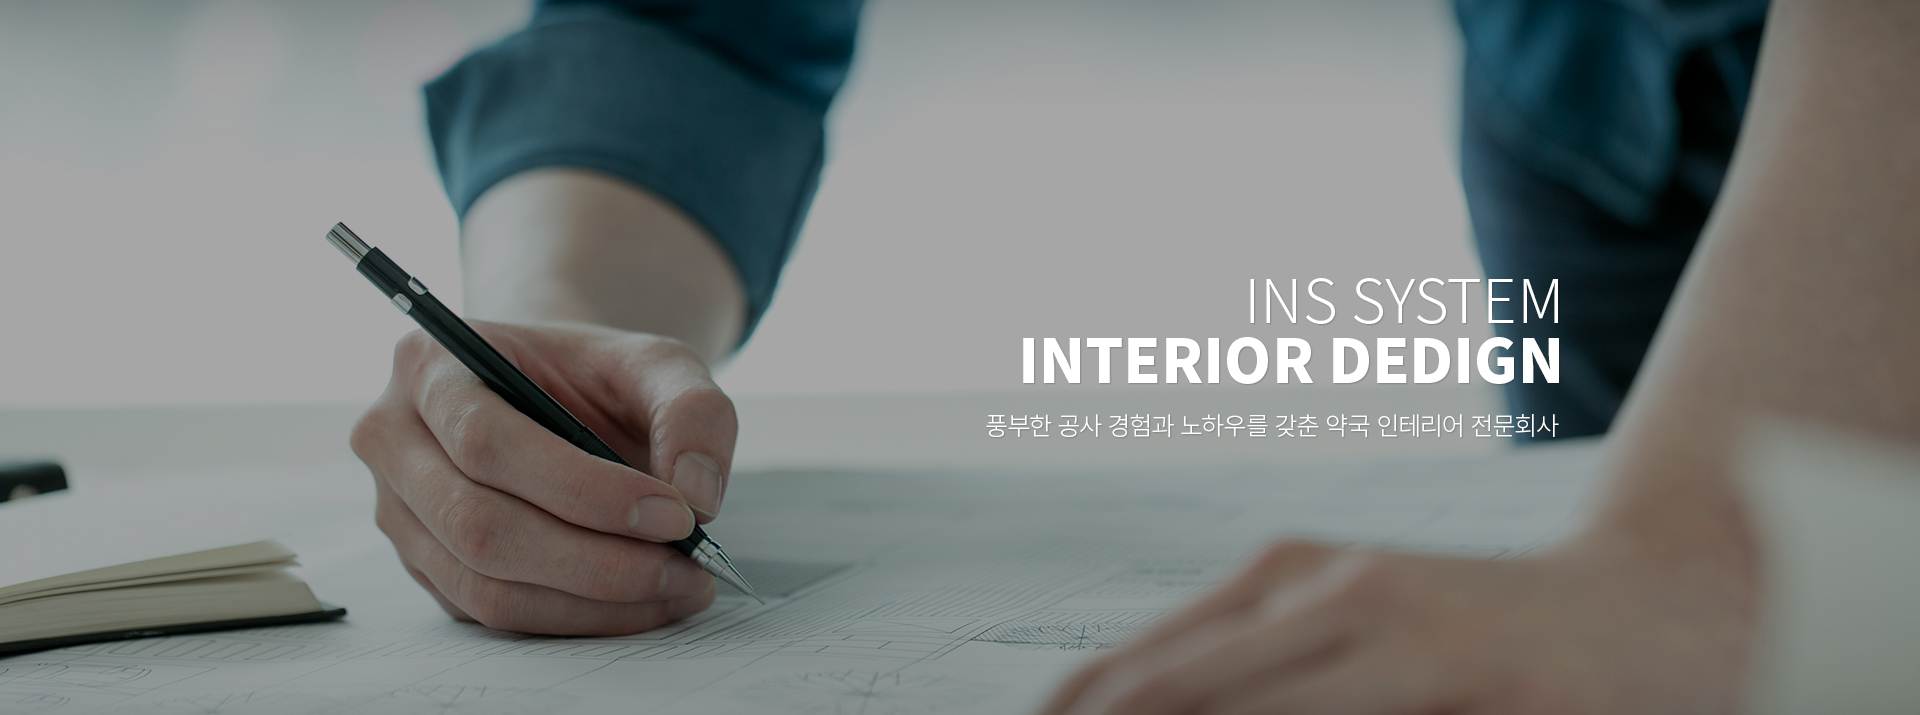 INS SYSTEM
INTERIOR DEDIGN
풍부한 공사 경험과 노하우를 갖춘 약국 인테리어 전문회사